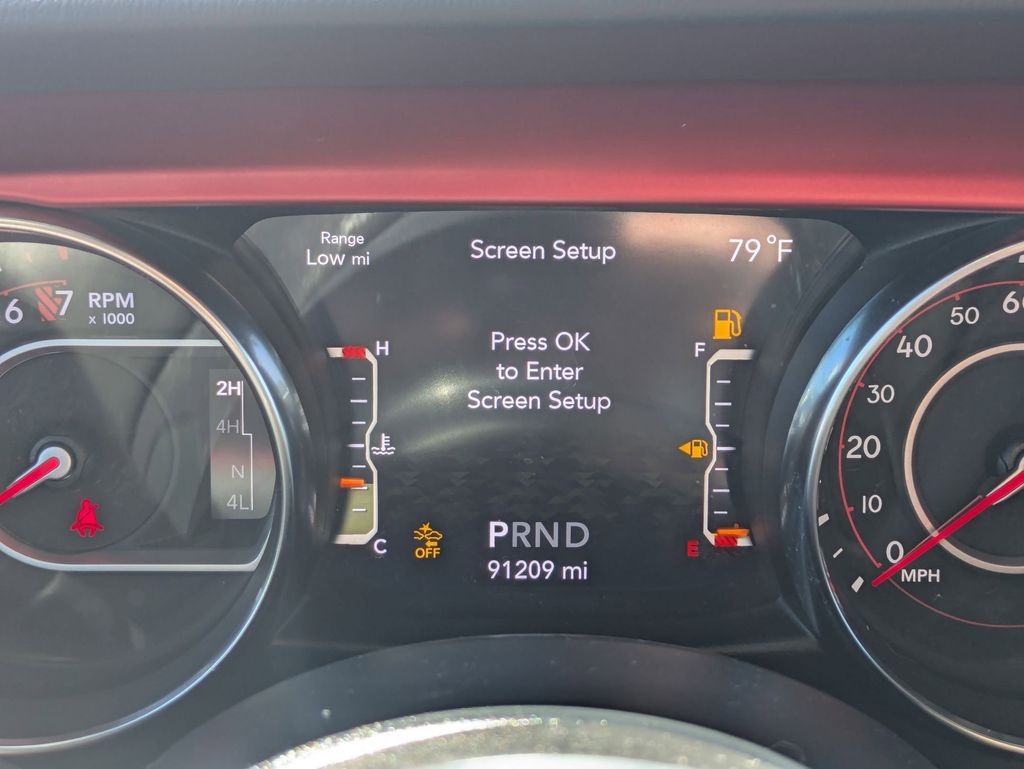 Range
Low mi
Screen Setup
79°F
6
7
RPM
x 1000
2H
4H
N
4L
H
C
Press OK
to Enter
Screen Setup
OFF
PRND
91209 mi
F
E
60
50
40
30
20
10
0
MPH